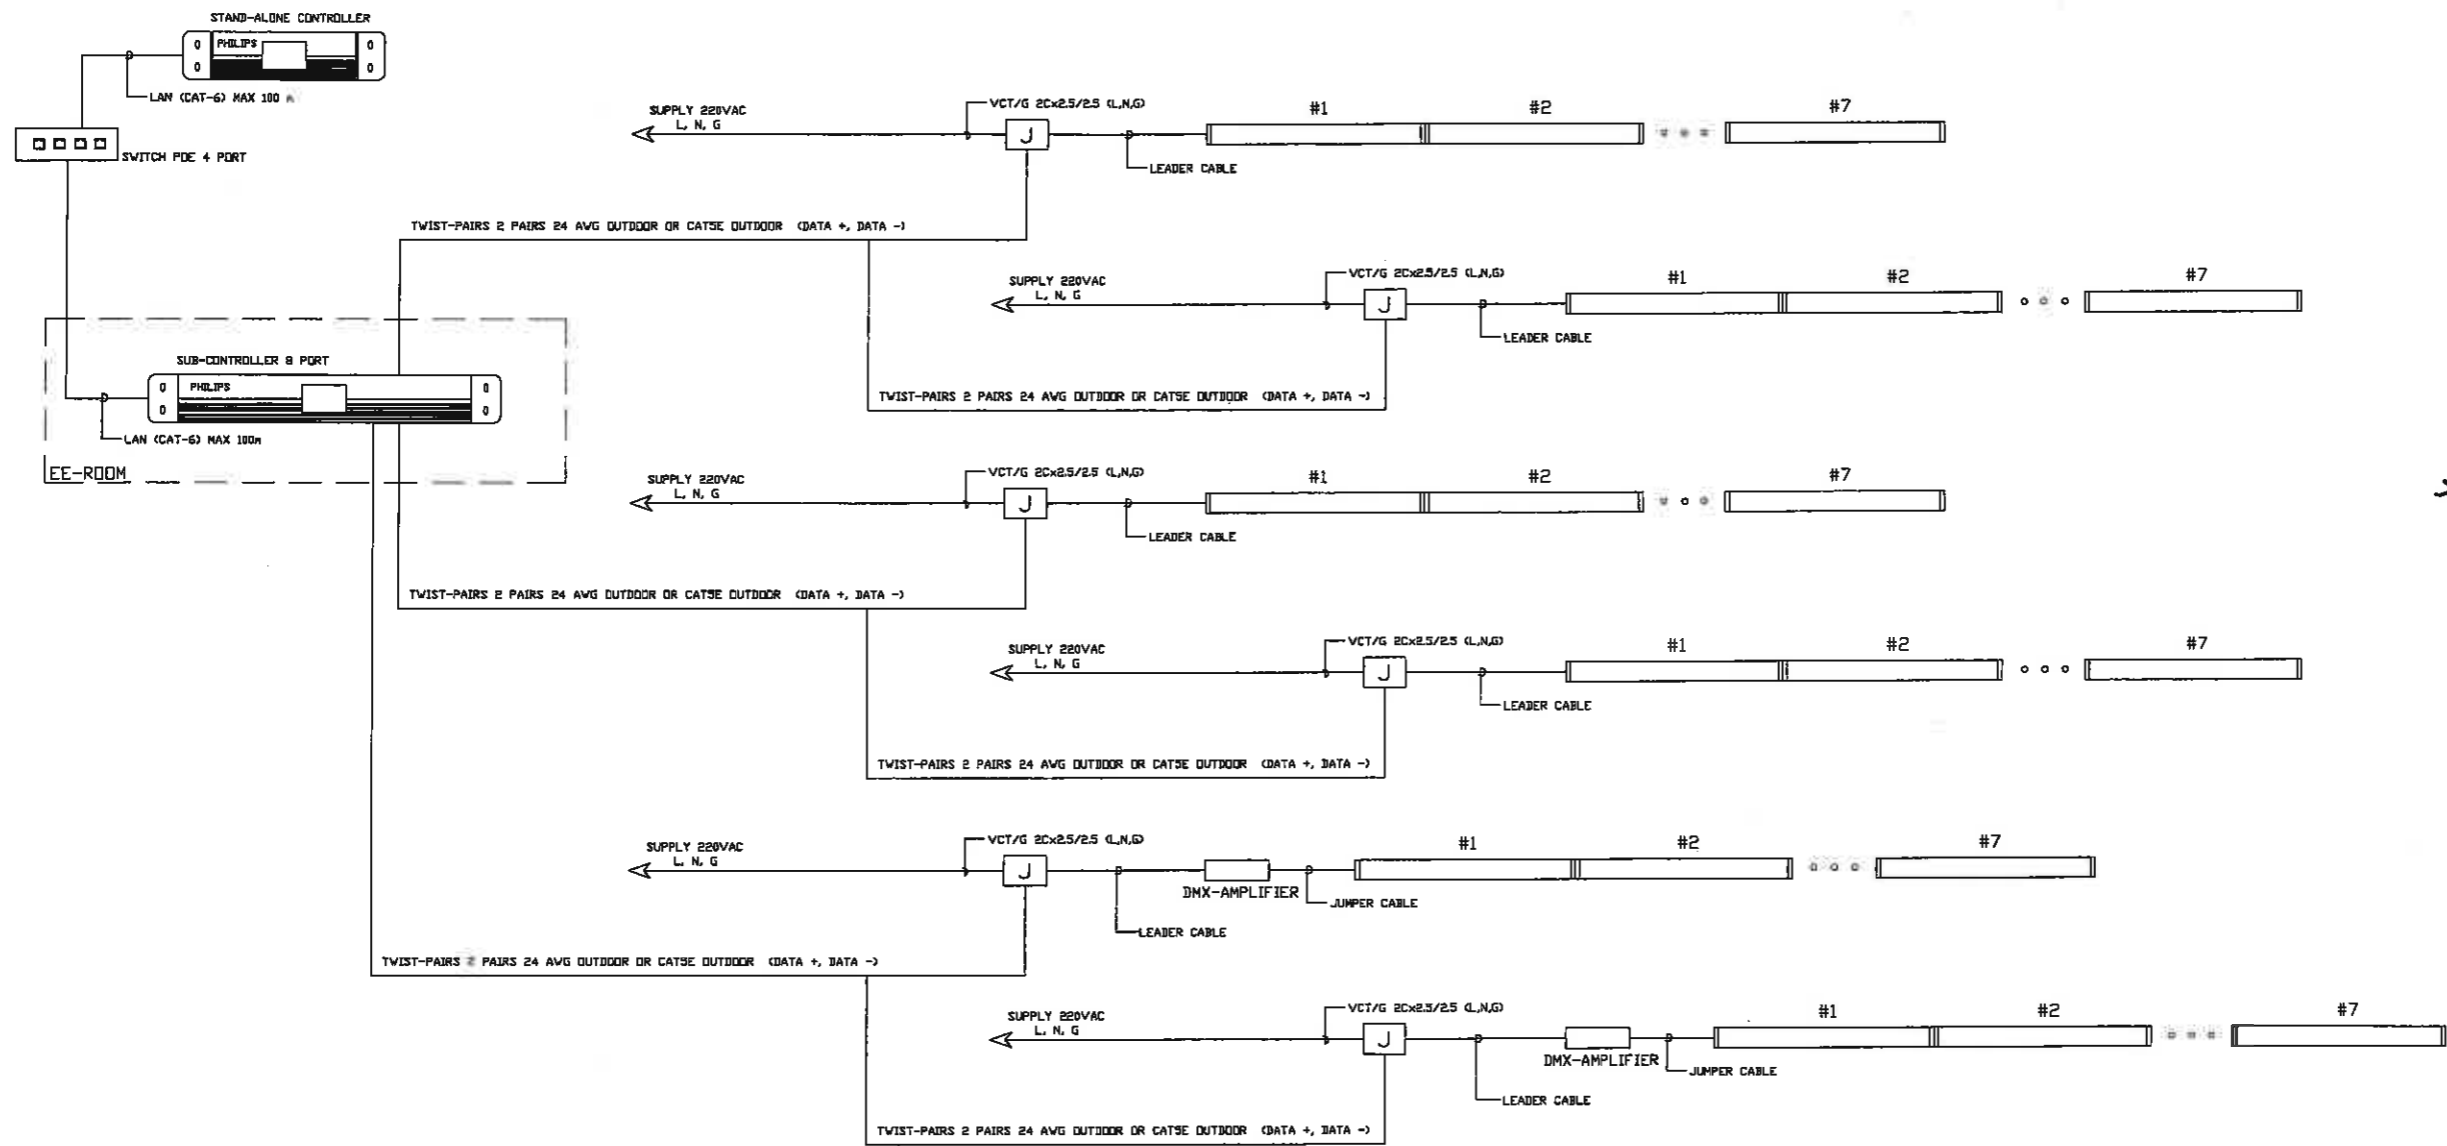 STAND-ALONE CONTROLLER
PHILIPS
LAN (CAT-6) MAX 100 m
SWITCH POE 4 PORT
SUPPLY 220VAC
L, N, G
VCT/G 2Cx2.5/2.5 (L,N,G)
J
LEADER CABLE
#1
#2
#7
TWIST-PAIRS 2 PAIRS 24 AWG OUTDOOR OR CAT5E OUTDOOR (DATA +, DATA -)
SUPPLY 220VAC
L, N, G
VCT/G 2Cx2.5/2.5 (L,N,G)
J
LEADER CABLE
#1
#2
#7
TWIST-PAIRS 2 PAIRS 24 AWG OUTDOOR OR CAT5E OUTDOOR (DATA +, DATA -)
SUB-CONTROLLER 8 PORT
PHILIPS
LAN (CAT-6) MAX 100m
EE-ROOM
SUPPLY 220VAC
L, N, G
VCT/G 2Cx2.5/2.5 (L,N,G)
J
LEADER CABLE
#1
#2
#7
TWIST-PAIRS 2 PAIRS 24 AWG OUTDOOR OR CAT5E OUTDOOR (DATA +, DATA -)
SUPPLY 220VAC
L, N, G
VCT/G 2Cx2.5/2.5 (L,N,G)
J
LEADER CABLE
#1
#2
#7
TWIST-PAIRS 2 PAIRS 24 AWG OUTDOOR OR CAT5E OUTDOOR (DATA +, DATA -)
SUPPLY 220VAC
L, N, G
VCT/G 2Cx2.5/2.5 (L,N,G)
J
LEADER CABLE
DMX-AMPLIFIER
JUMPER CABLE
#1
#2
#7
TWIST-PAIRS 2 PAIRS 24 AWG OUTDOOR OR CAT5E OUTDOOR (DATA +, DATA -)
SUPPLY 220VAC
L, N, G
VCT/G 2Cx2.5/2.5 (L,N,G)
J
LEADER CABLE
DMX-AMPLIFIER
JUMPER CABLE
#1
#2
#7
TWIST-PAIRS 2 PAIRS 24 AWG OUTDOOR OR CAT5E OUTDOOR (DATA +, DATA -)